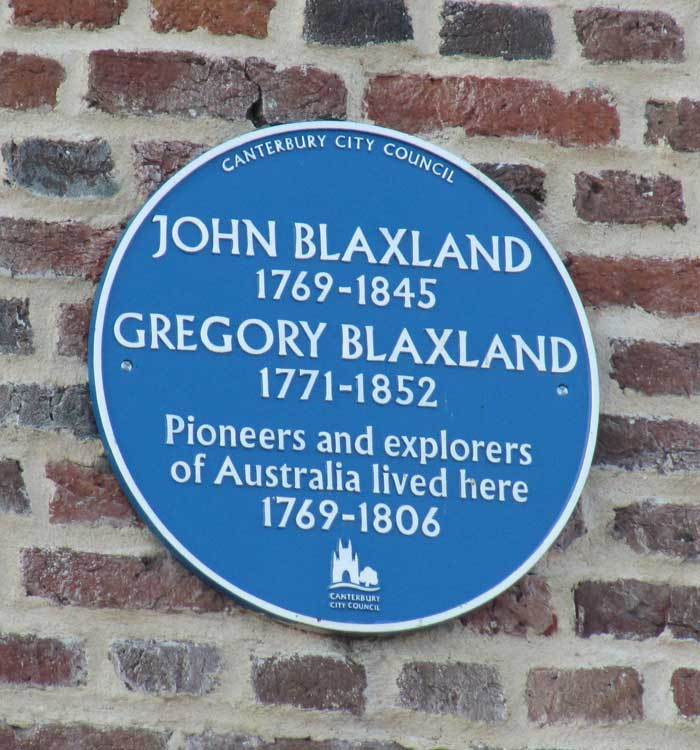 CANTERBURY CITY COUNCIL
JOHN BLAXLAND
1769-1845
GREGORY BLAXLAND
1771-1852
Pioneers and explorers
of Australia lived here
1769-1806
CANTERBURY
CITY COUNCIL